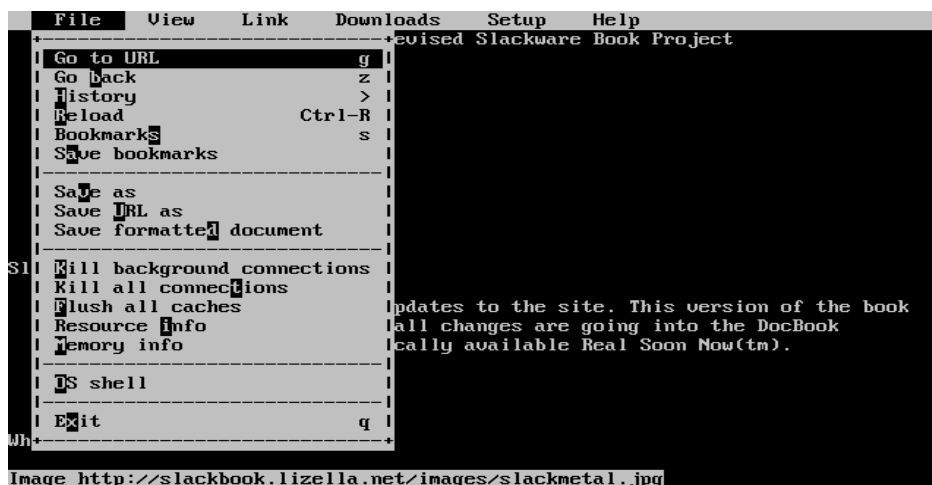 File View Link Downloads Setup Help
evised Slackware Book Project
Go to URL g
Go back z
History >
Reload Ctrl-R
Bookmarks s
Save bookmarks
Save as
Save URL as
Save formatted document
Sl Kill background connections
Kill all connections
Flush all caches pdates to the site. This version of the book
Resource info all changes are going into the DocBook
Memory info cally available Real Soon Now(tm).
OS shell
Exit q
Wh
Image http://slackbook.lizella.net/images/slackmetal.jpg